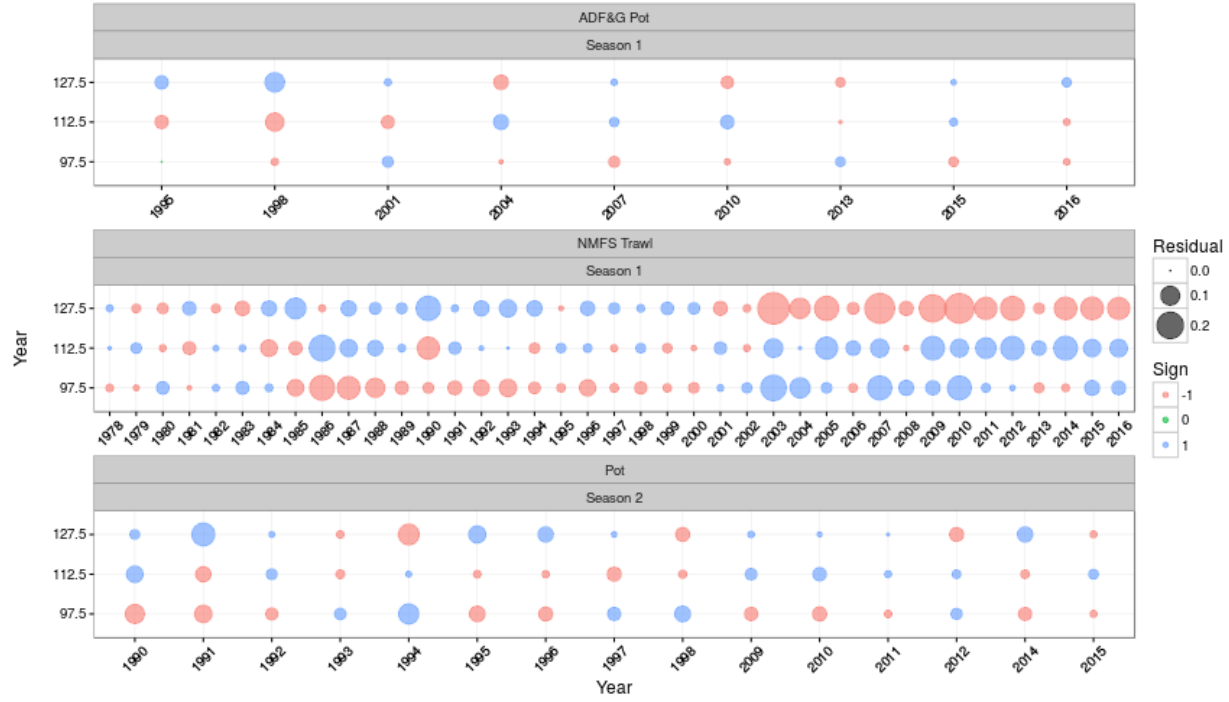 ADF&G Pot
Season 1
127.5
112.5
97.5
1995 1998 2001 2004 2007 2010 2013 2015 2016
NMFS Trawl
Season 1
127.5
112.5
97.5
1978 1979 1980 1981 1982 1983 1984 1985 1986 1987 1988 1989 1990 1991 1992 1993 1994 1995 1996 1997 1998 1999 2000 2001 2002 2003 2004 2005 2006 2007 2008 2009 2010 2011 2012 2013 2014 2015 2016
Pot
Season 2
127.5
112.5
97.5
1990 1991 1992 1993 1994 1995 1996 1997 1998 2009 2010 2011 2012 2014 2015
Year
Year
Residual
0.0
0.1
0.2
Sign
-1
0
1